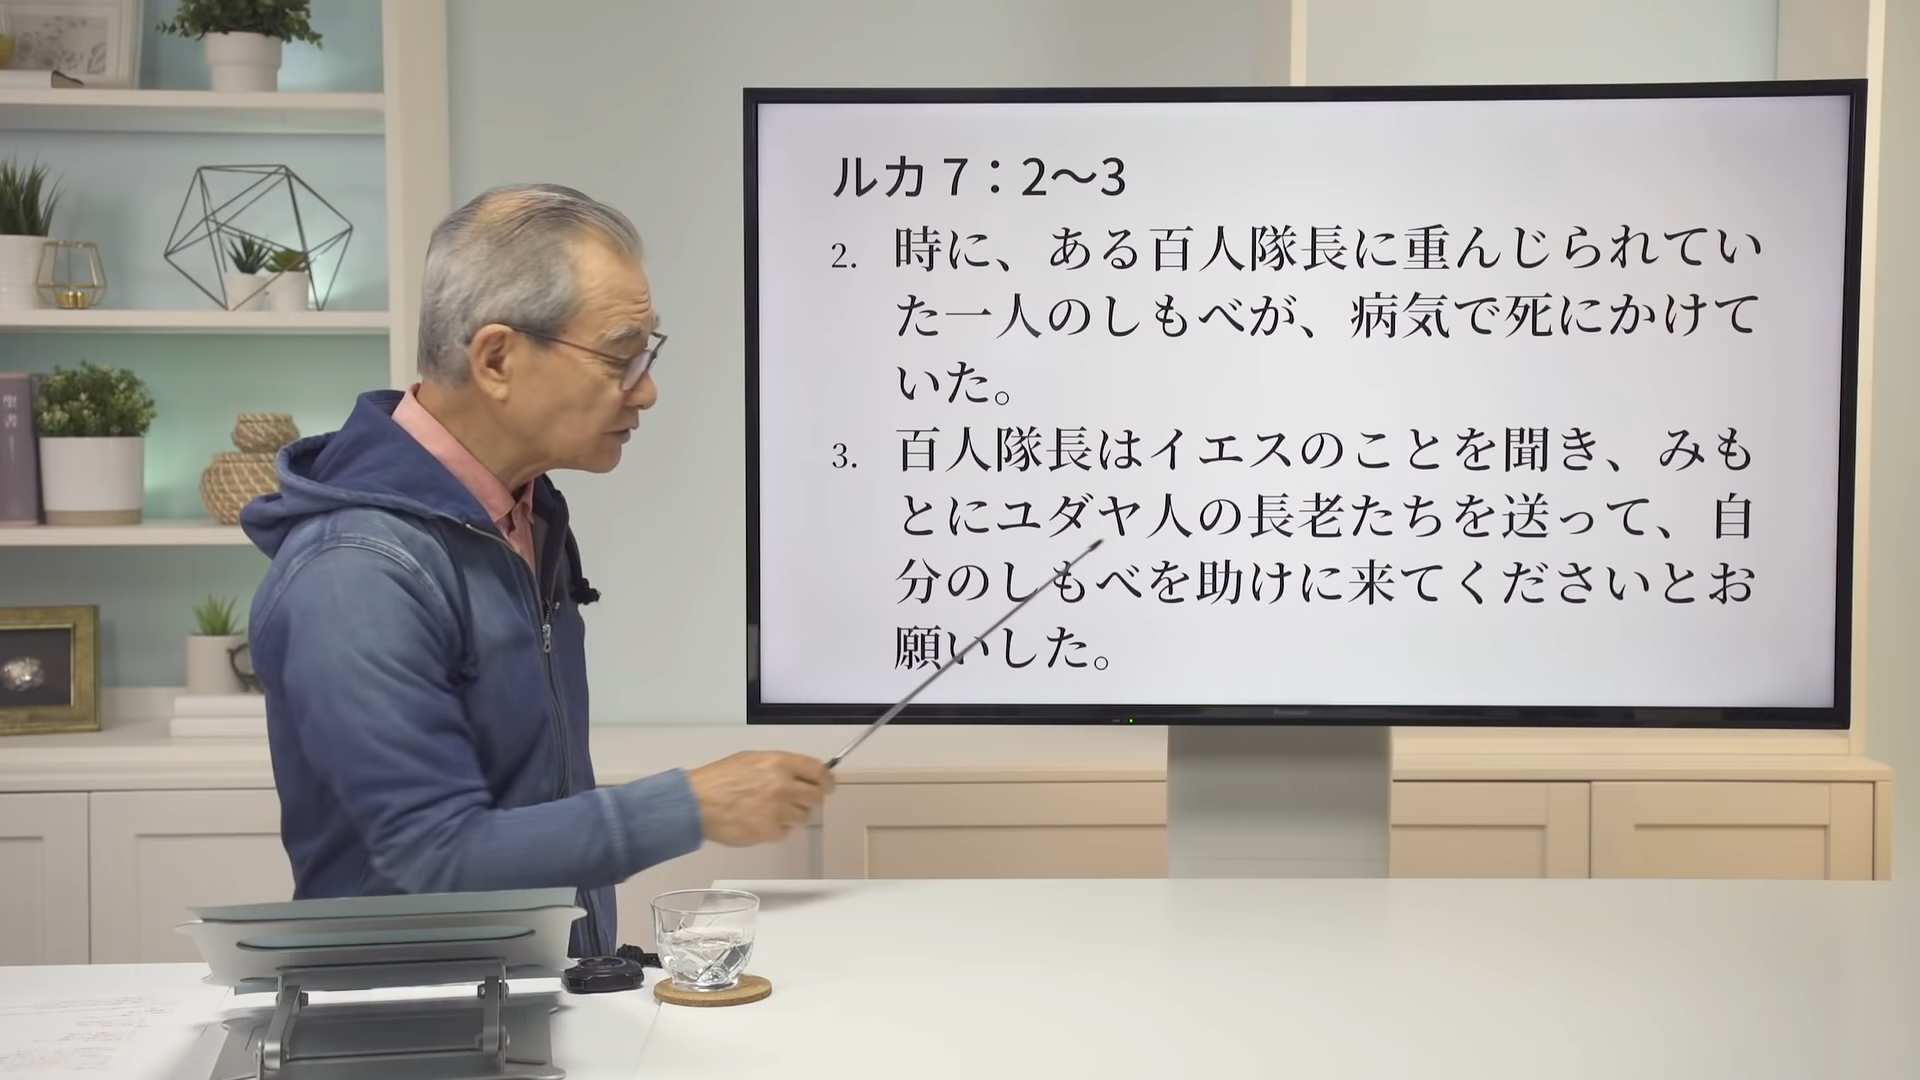 ルカ 7：2〜3
2. 時に、ある百人隊長に重んじられてい
た一人のしもべが、病気で死にかけて
いた。
3. 百人隊長はイエスのことを聞き、みも
とにユダヤ人の長老たちを送って、自
分のしもべを助けに来てくださいとお
願いした。
聖書